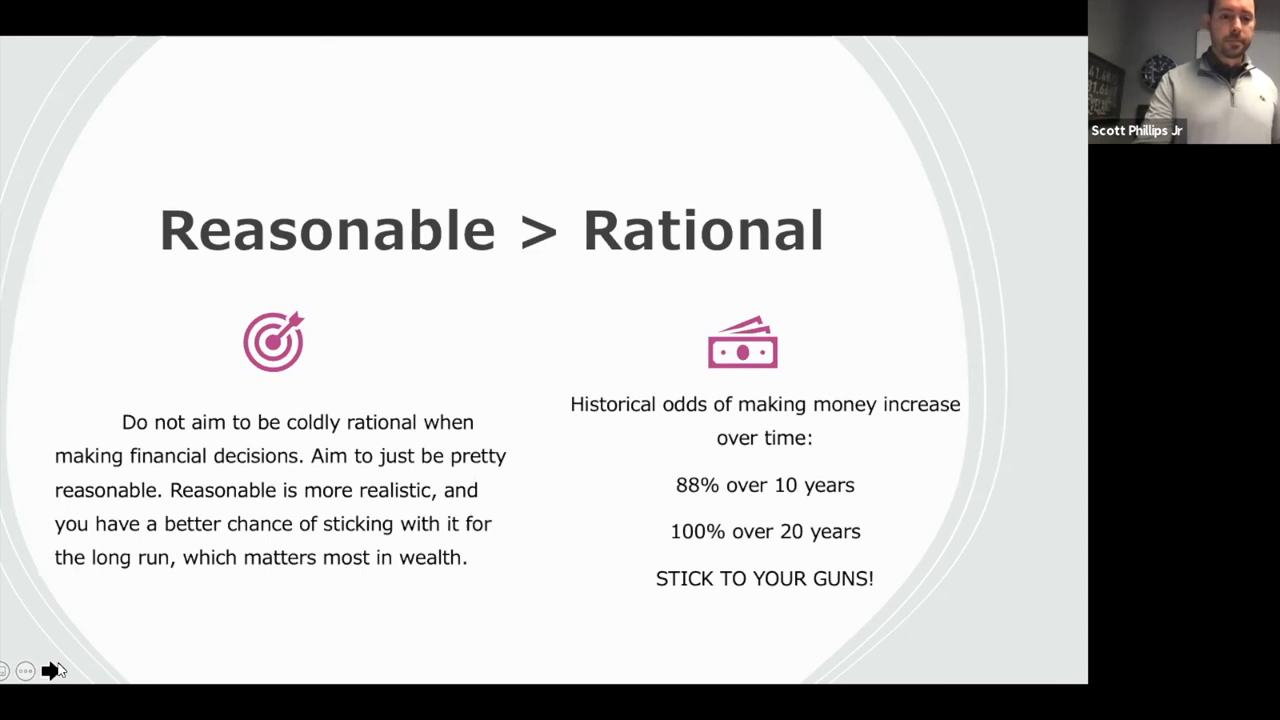 Scott Phillips Jr
Reasonable > Rational
Do not aim to be coldly rational when
making financial decisions. Aim to just be pretty
reasonable. Reasonable is more realistic, and
you have a better chance of sticking with it for
the long run, which matters most in wealth.
Historical odds of making money increase
over time:
88% over 10 years
100% over 20 years
STICK TO YOUR GUNS!